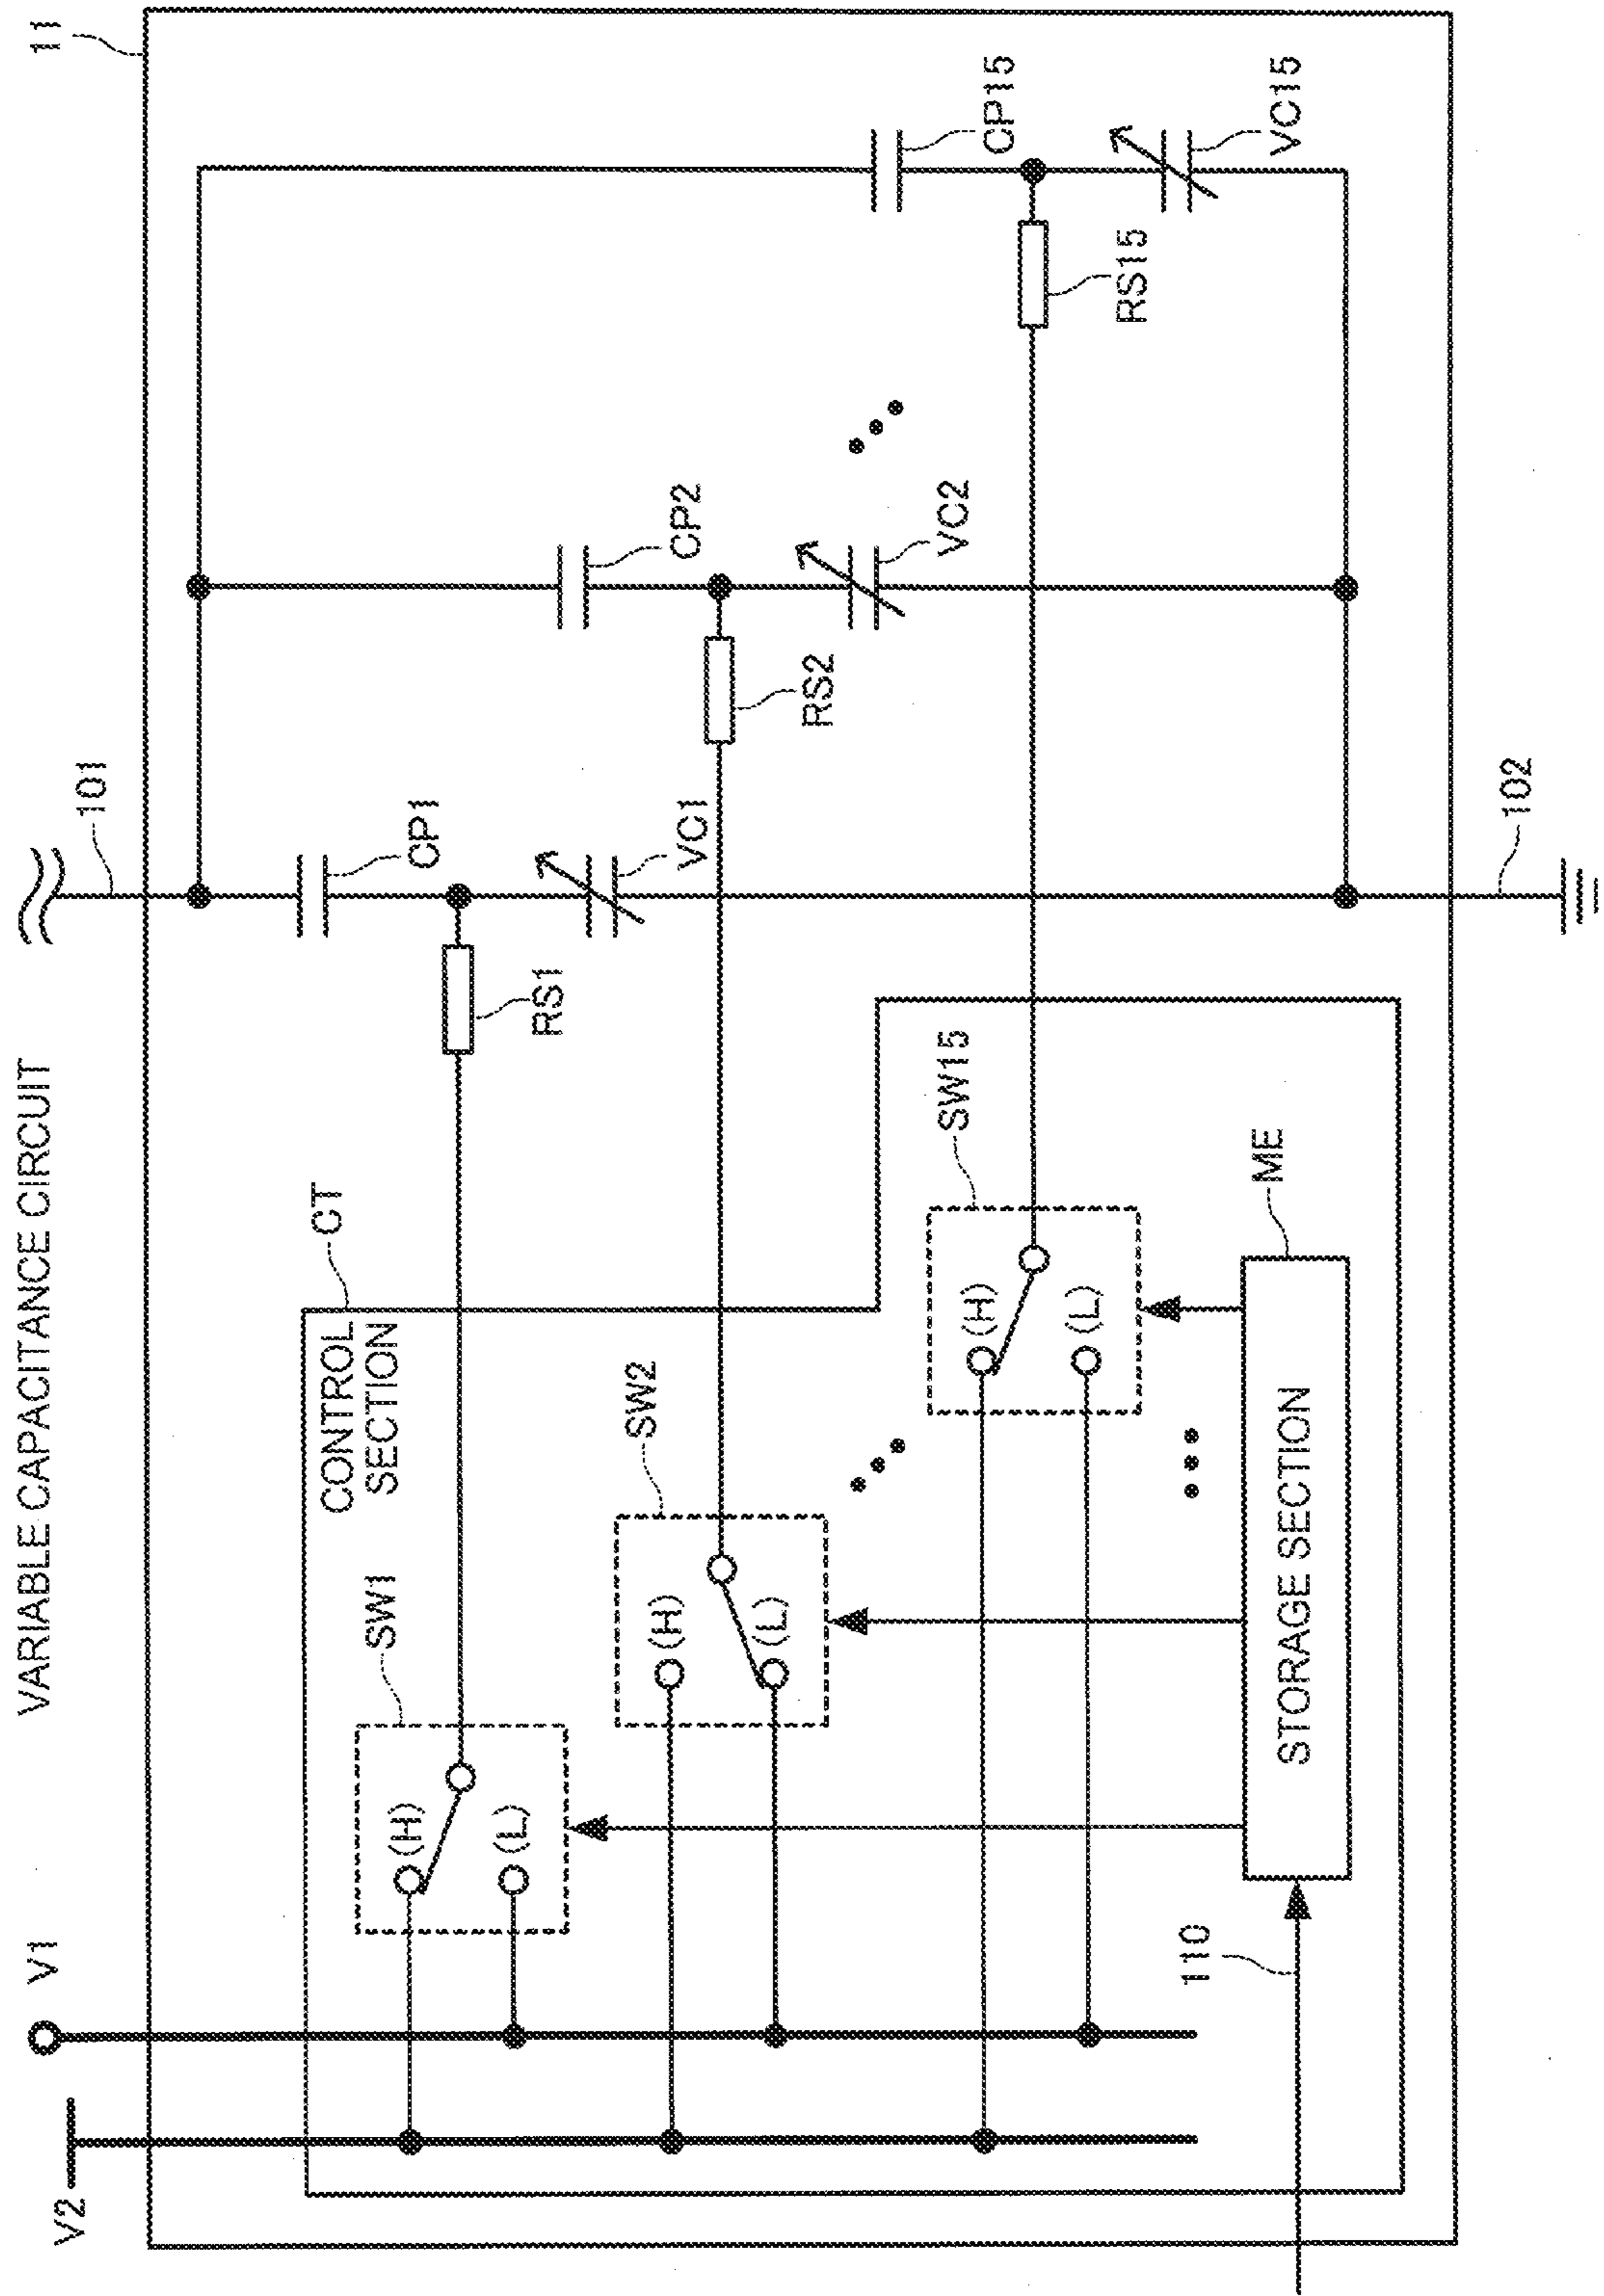 VARIABLE CAPACITANCE CIRCUIT
11
101
V1
V2
CT
CONTROL
SECTION
SW1
(H)
(L)
RS1
CP1
VC1
SW2
(H)
(L)
RS2
CP2
VC2
SW15
(H)
(L)
RS15
CP15
VC15
ME
STORAGE SECTION
110
102